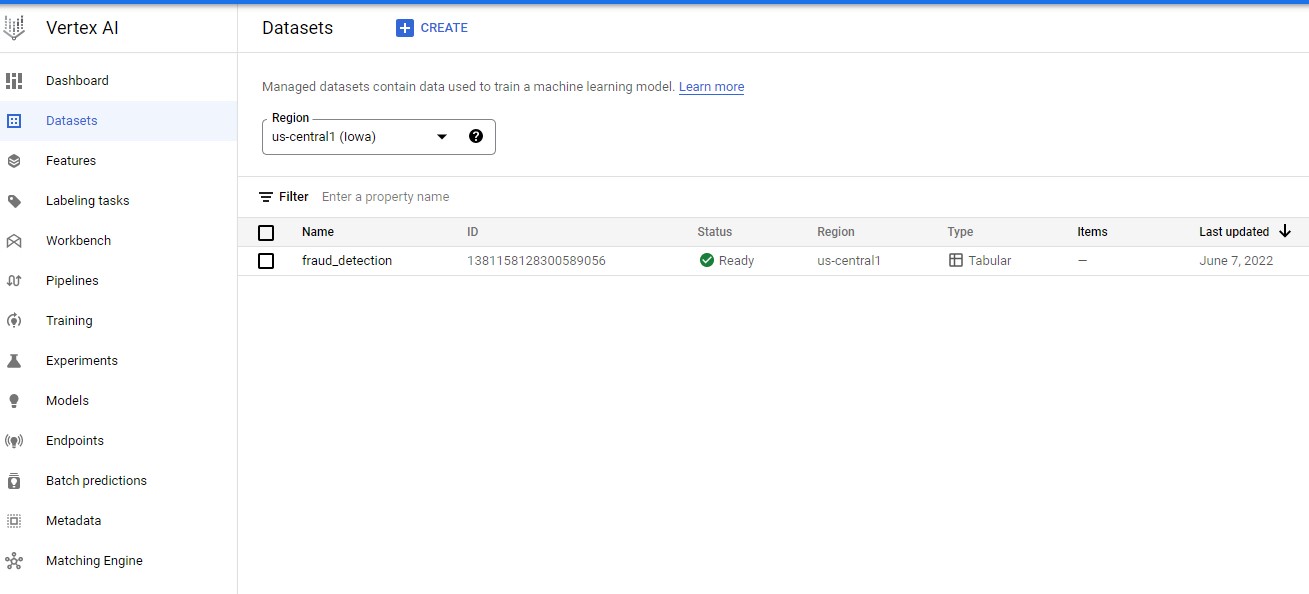 Vertex AI
Datasets
CREATE
Dashboard
Datasets
Features
Labeling tasks
Workbench
Pipelines
Training
Experiments
Models
Endpoints
Batch predictions
Metadata
Matching Engine
Managed datasets contain data used to train a machine learning model. Learn more
Region
us-central1 (Iowa)
Filter Enter a property name
Name ID Status Region Type Items Last updated
fraud_detection 1381158128300589056 Ready us-central1 Tabular — June 7, 2022